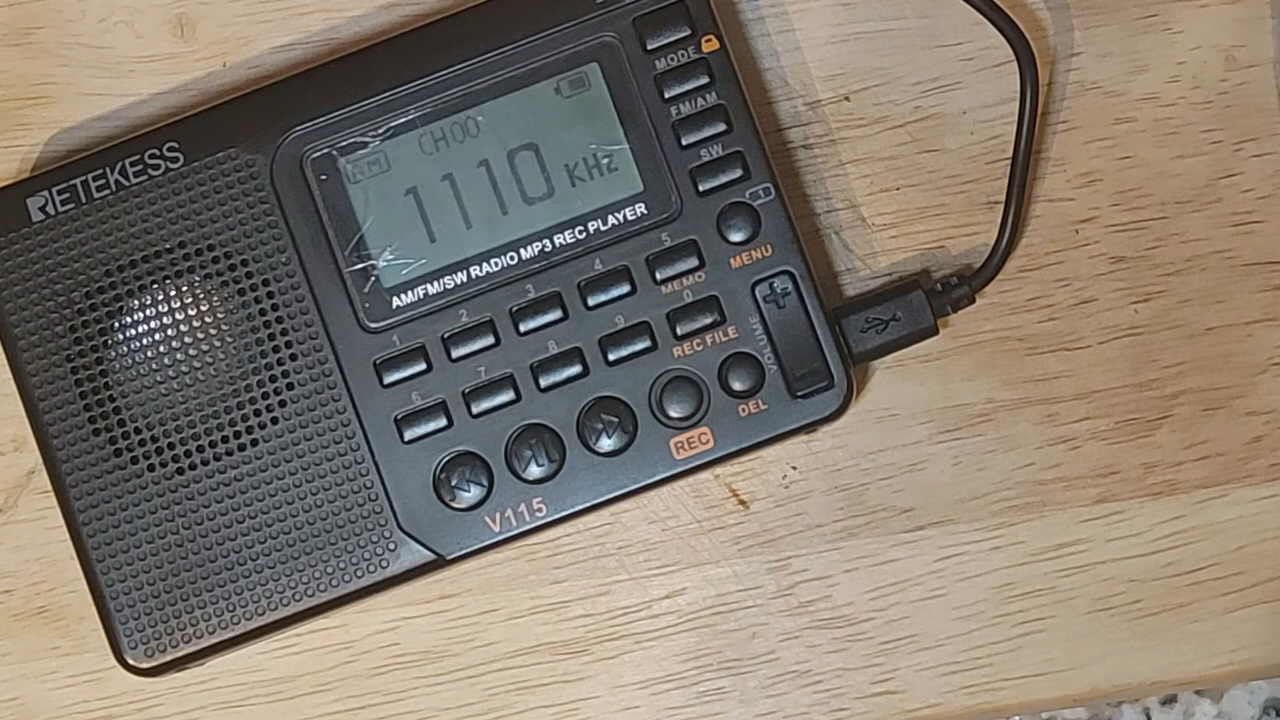 RETEKESS
CH00
AM
1110 KHz
AM/FM/SW RADIO MP3 REC PLAYER
MODE
FM/AM
SW
MENU
1 2 3 4 5
MEMO
6 7 8 9 0
REC FILE
VOLUME
DEL
REC
V115